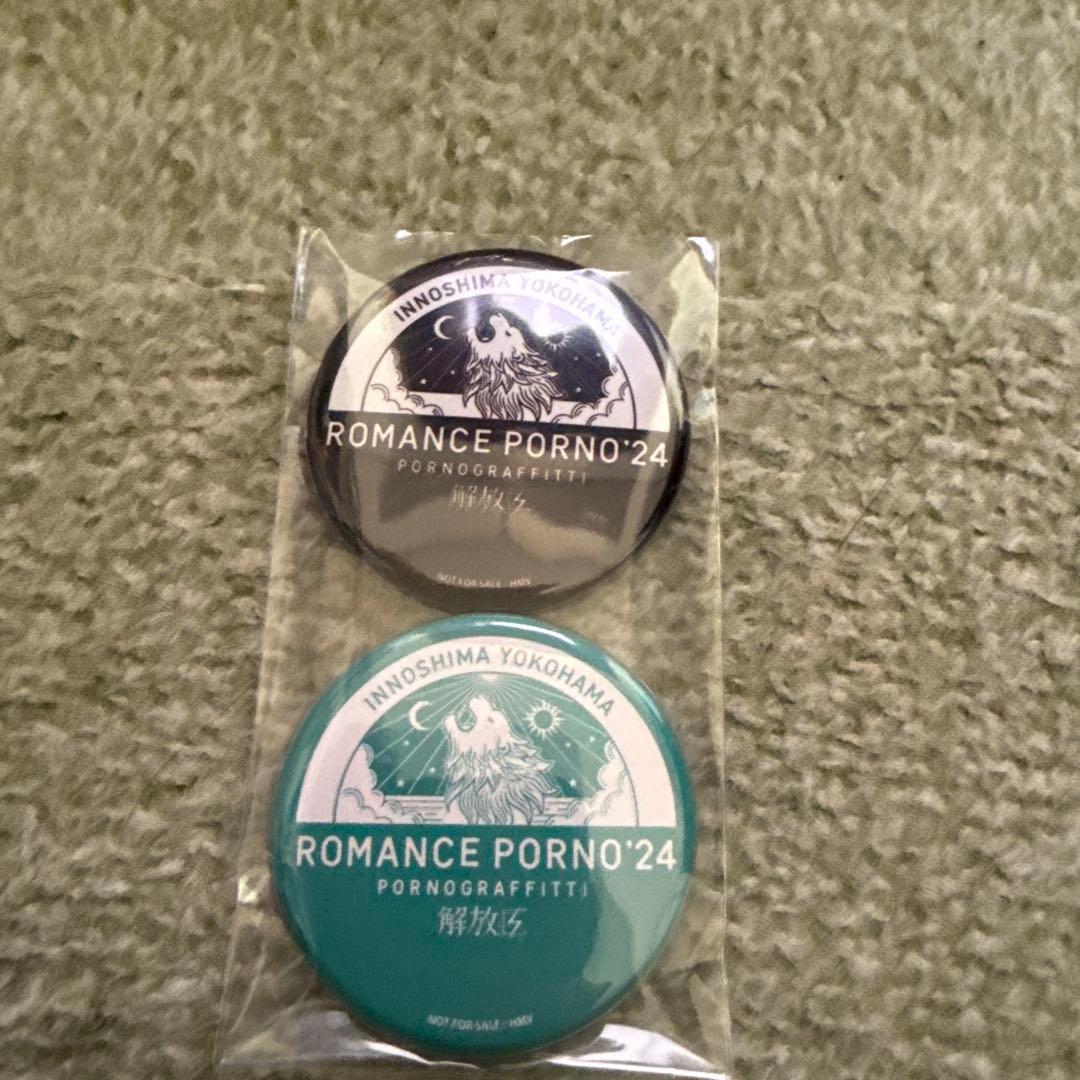 INNOSHIMA YOKOHAMA
ROMANCE PORNO'24
PORNOGRAFFITTI
解放区
NOT FOR SALE : HMV
INNOSHIMA YOKOHAMA
ROMANCE PORNO'24
PORNOGRAFFITTI
解放区
NOT FOR SALE : HMV